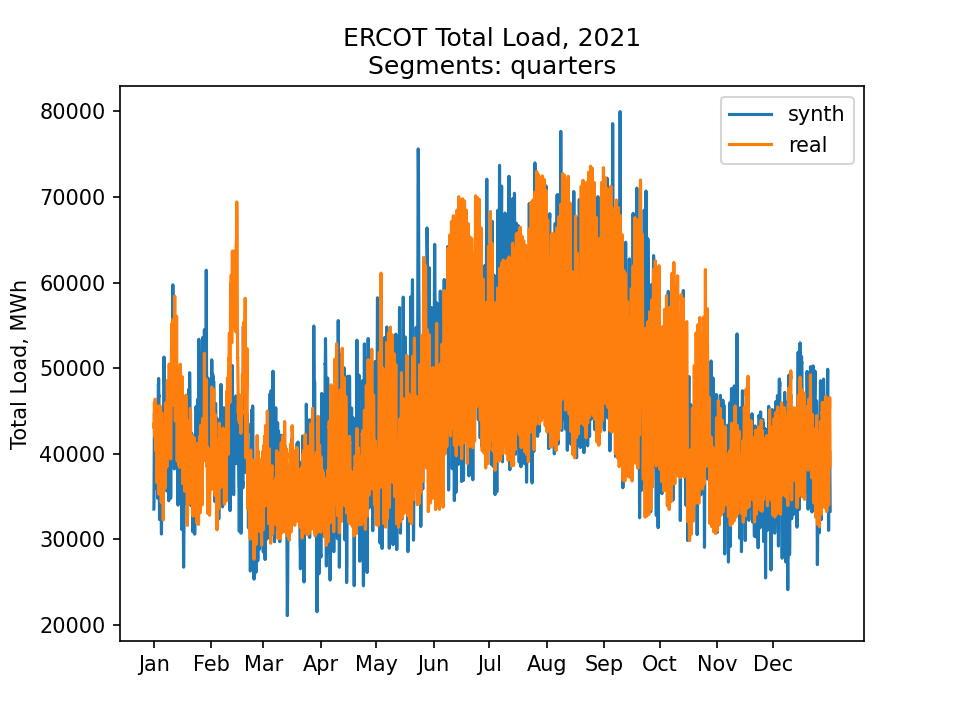 ERCOT Total Load, 2021
Segments: quarters
synth
real
Total Load, MWh
80000
70000
60000
50000
40000
30000
20000
Jan Feb Mar Apr May Jun Jul Aug Sep Oct Nov Dec